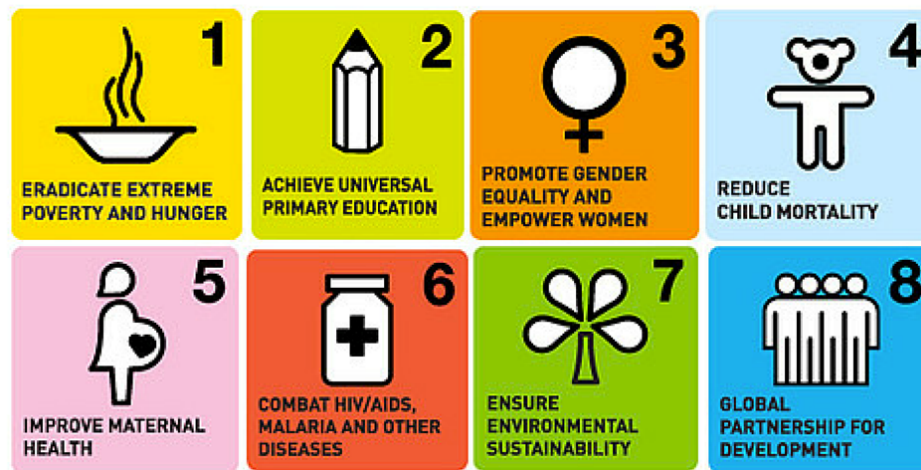 1
ERADICATE EXTREME
POVERTY AND HUNGER
2
ACHIEVE UNIVERSAL
PRIMARY EDUCATION
3
PROMOTE GENDER
EQUALITY AND
EMPOWER WOMEN
4
REDUCE
CHILD MORTALITY
5
IMPROVE MATERNAL
HEALTH
6
COMBAT HIV/AIDS,
MALARIA AND OTHER
DISEASES
7
ENSURE
ENVIRONMENTAL
SUSTAINABILITY
8
GLOBAL
PARTNERSHIP FOR
DEVELOPMENT